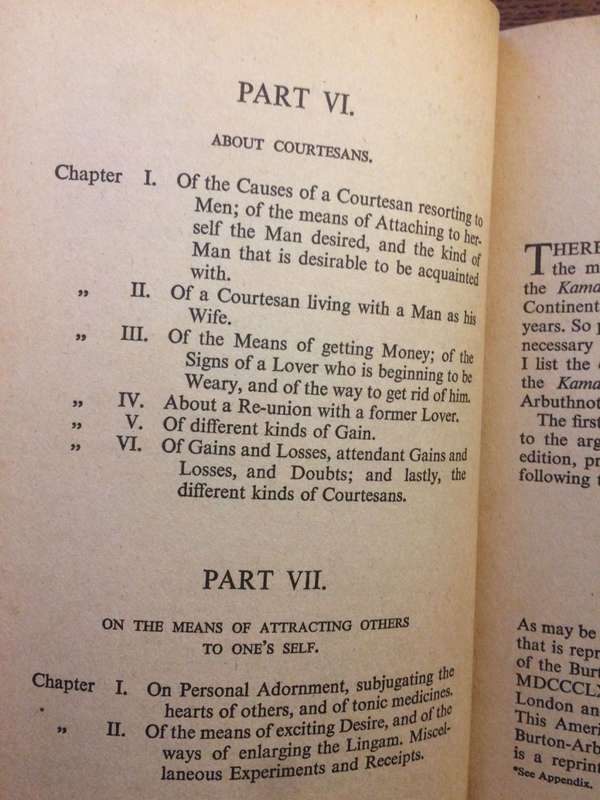 PART VI.
ABOUT COURTESANS.
Chapter I. Of the Causes of a Courtesan resorting to
Men; of the means of Attaching to her-
self the Man desired, and the kind of
Man that is desirable to be acquainted
with.
„ II. Of a Courtesan living with a Man as his
Wife.
„ III. Of the Means of getting Money; of the
Signs of a Lover who is beginning to be
Weary, and of the way to get rid of him.
„ IV. About a Re-union with a former Lover.
„ V. Of different kinds of Gain.
„ VI. Of Gains and Losses, attendant Gains and
Losses, and Doubts; and lastly, the
different kinds of Courtesans.
PART VII.
ON THE MEANS OF ATTRACTING OTHERS
TO ONE'S SELF.
Chapter I. On Personal Adornment, subjugating the
hearts of others, and of tonic medicines.
„ II. Of the means of exciting Desire, and of the
ways of enlarging the Lingam. Miscel-
laneous Experiments and Receipts.
THERE
the m
the Kama
Continent
years. So p
necessary
I list the
the Kama
Arbuthnot
The first
to the arg
edition, pr
following t
As may be
that is repr
of the Burt
MDCCCLX
London an
This Ameri
Burton-Arb
is a reprint
*See Appendix.